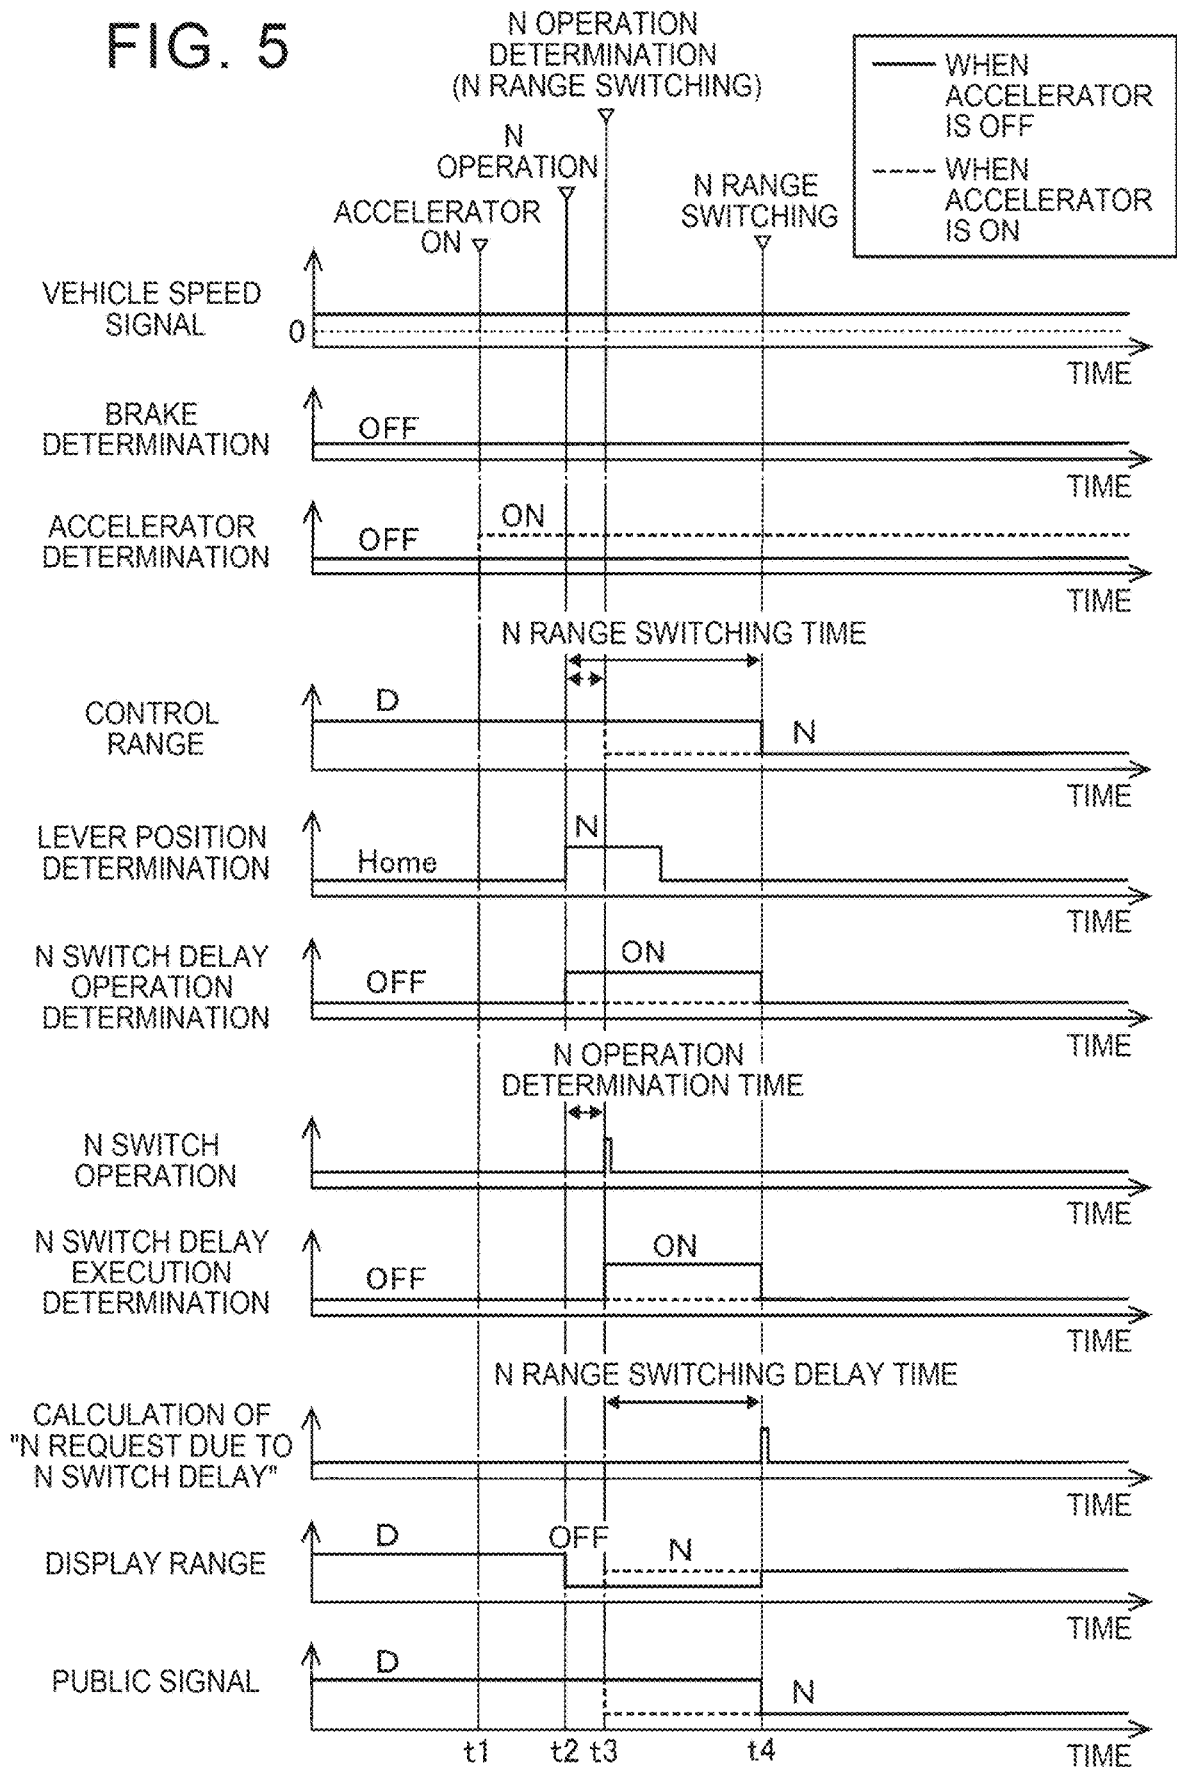 FIG. 5
N OPERATION
DETERMINATION
(N RANGE SWITCHING)
N
OPERATION
ACCELERATOR
ON
N RANGE
SWITCHING
WHEN
ACCELERATOR
IS OFF
WHEN
ACCELERATOR
IS ON
VEHICLE SPEED
SIGNAL
0
TIME
BRAKE
DETERMINATION
OFF
TIME
ACCELERATOR
DETERMINATION
OFF
ON
TIME
N RANGE SWITCHING TIME
CONTROL
RANGE
D
N
TIME
LEVER POSITION
DETERMINATION
Home
N
TIME
N SWITCH DELAY
OPERATION
DETERMINATION
OFF
ON
TIME
N OPERATION
DETERMINATION TIME
N SWITCH
OPERATION
TIME
N SWITCH DELAY
EXECUTION
DETERMINATION
OFF
ON
TIME
N RANGE SWITCHING DELAY TIME
CALCULATION OF
"N REQUEST DUE TO
N SWITCH DELAY"
TIME
DISPLAY RANGE
D
OFF
N
TIME
PUBLIC SIGNAL
D
N
t1
t2
t3
t4
TIME